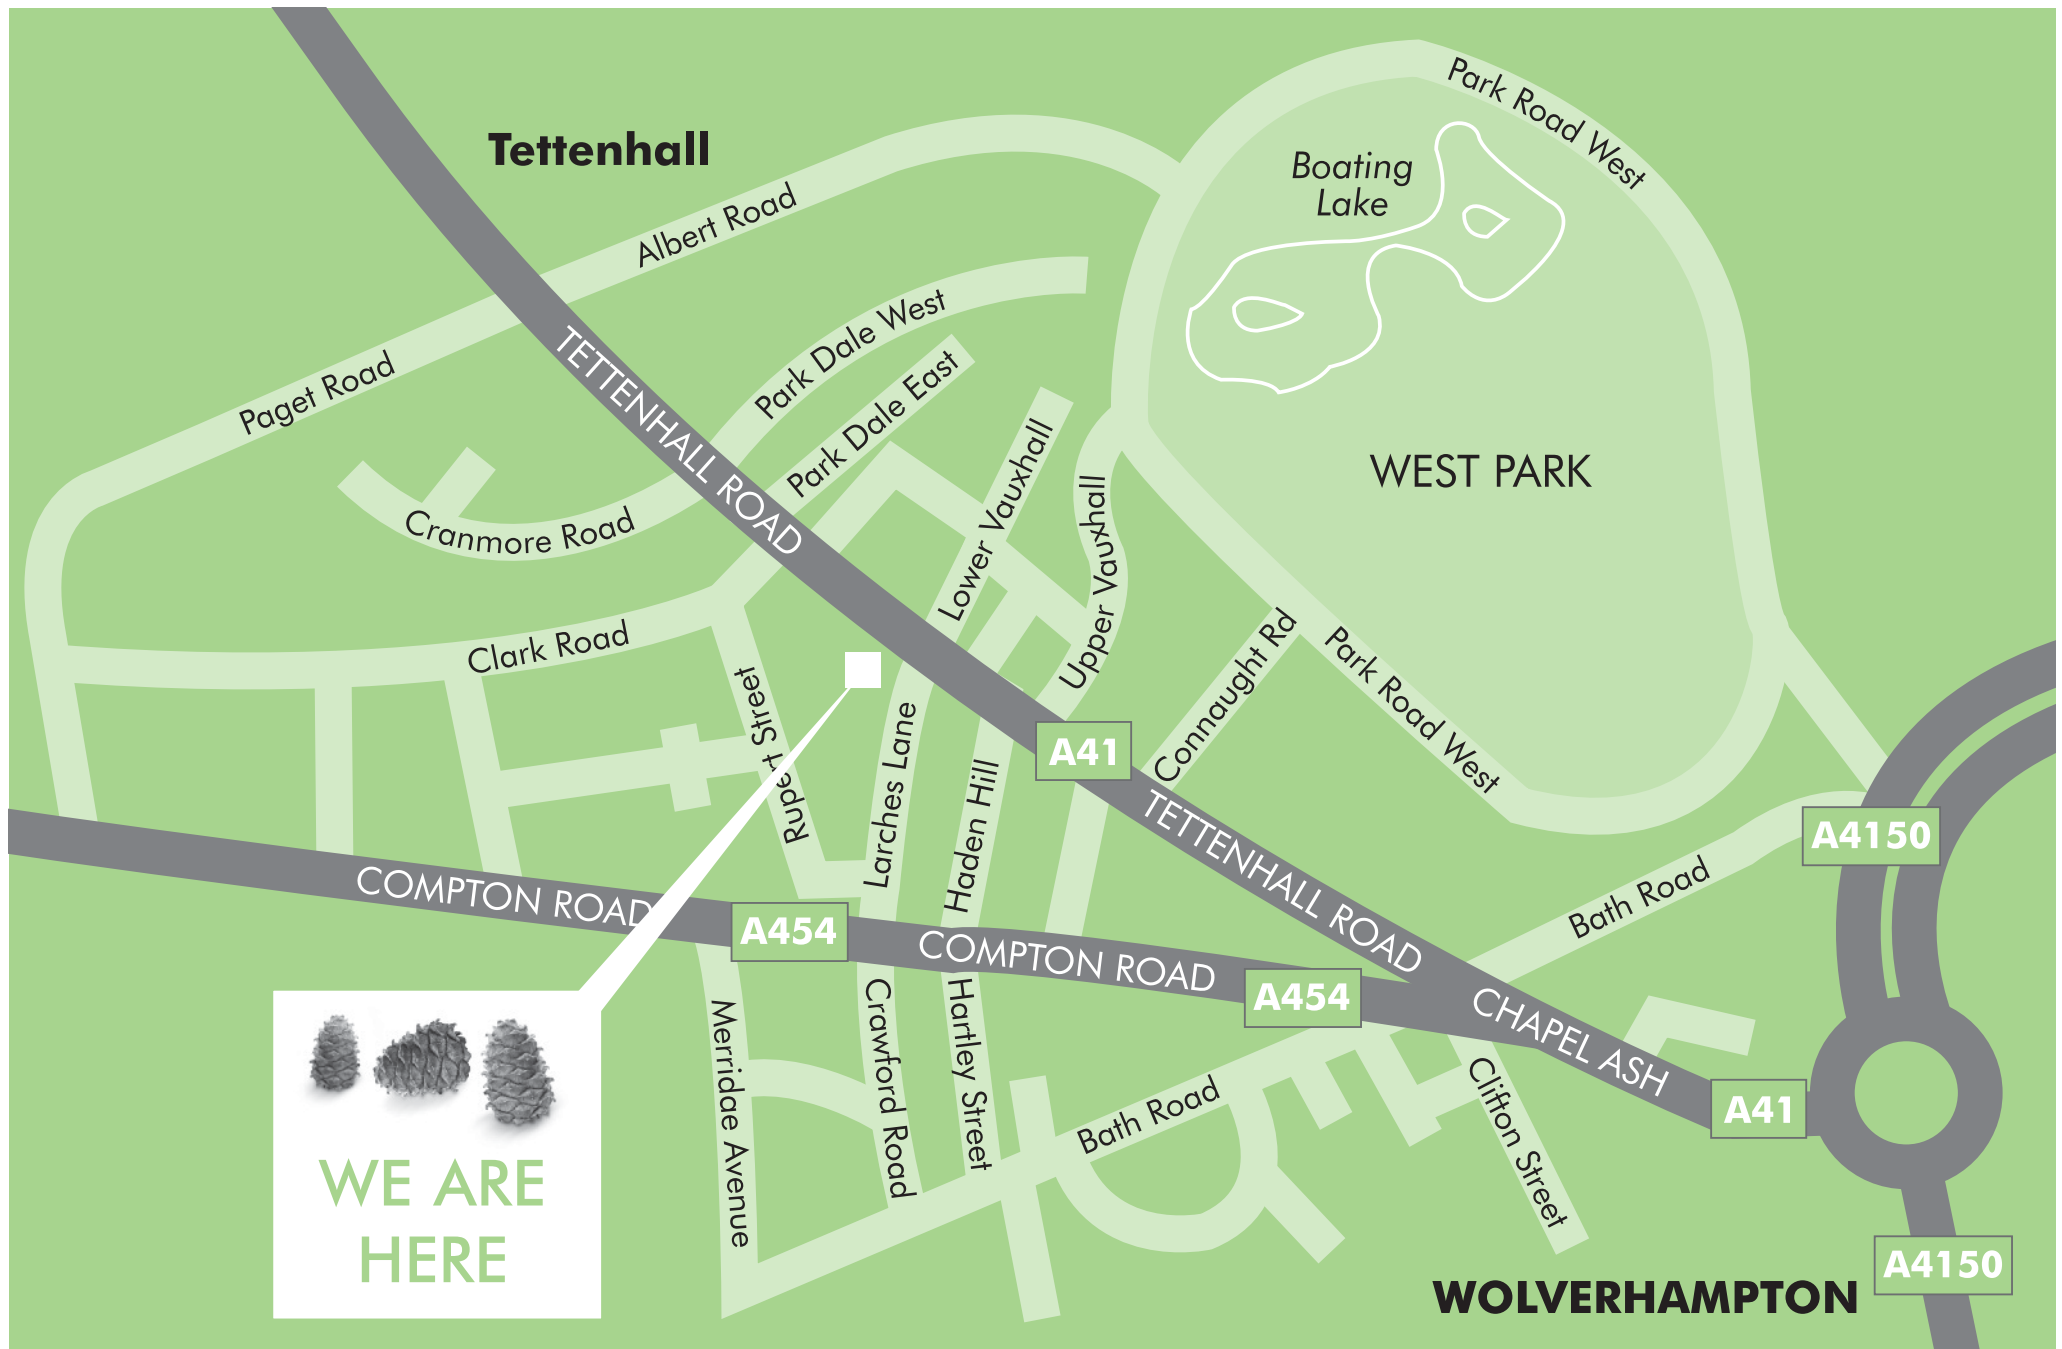 Park Road West
Tettenhall
Boating
Lake
Albert Road
Park Dale West
TETTENHALL ROAD
Paget Road
Park Dale East
Lower Vauxhall
Upper Vauxhall
WEST PARK
Cranmore Road
Clark Road
Connaught Rd
Park Road West
Rupert Street
Larches Lane
Haden Hill
A41
TETTENHALL ROAD
A4150
COMPTON ROAD
A454
COMPTON ROAD
Bath Road
A454
CHAPEL ASH
Merridae Avenue
Crawford Road
Hartley Street
Bath Road
Clifton Street
A41
WE ARE
HERE
A4150
WOLVERHAMPTON